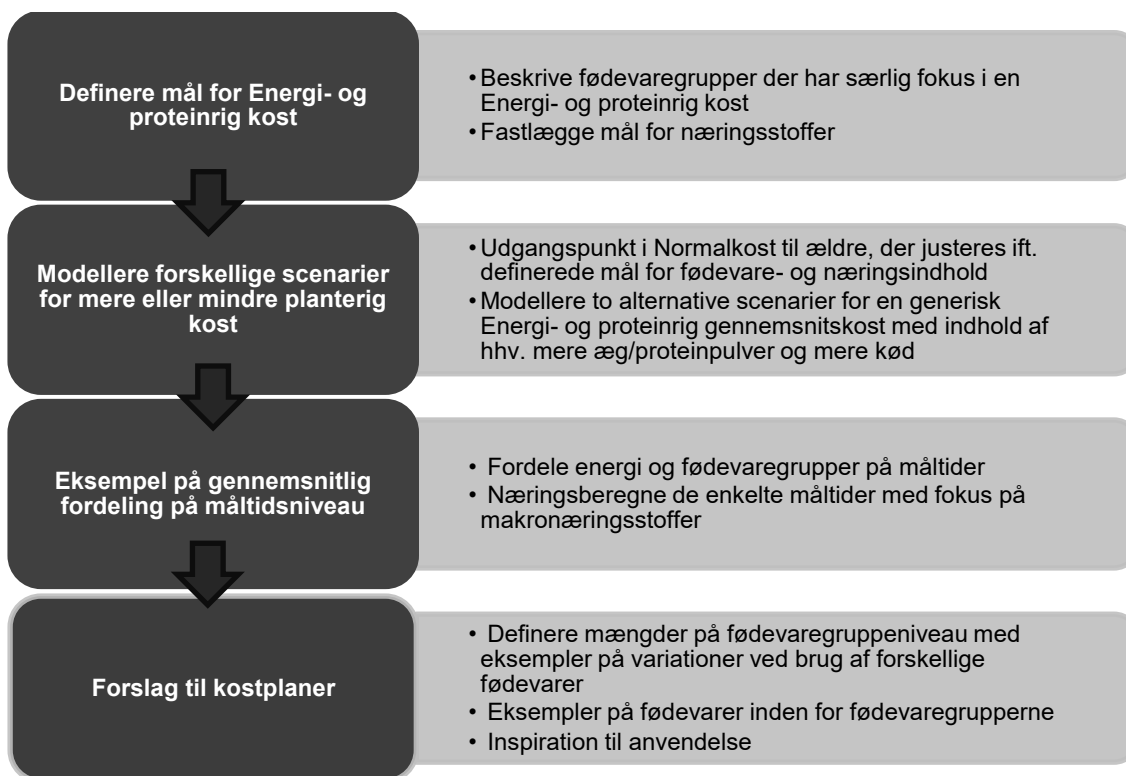 Definere mål for Energi- og
proteinrig kost
•Beskrive fødevaregrupper der har særlig fokus i en
Energi- og proteinrig kost
•Fastlægge mål for næringsstoffer
Modellere forskellige scenarier
for mere eller mindre planterig
kost
•Udgangspunkt i Normalkost til ældre, der justeres ift.
definerede mål for fødevare- og næringsindhold
•Modellere to alternative scenarier for en generisk
Energi- og proteinrig gennemsnitskost med indhold af
hhv. mere æg/proteinpulver og mere kød
Eksempel på gennemsnitlig
fordeling på måltidsniveau
• Fordele energi og fødevaregrupper på måltider
• Næringsberegne de enkelte måltider med fokus på
makronæringsstoffer
Forslag til kostplaner
• Definere mængder på fødevaregruppeniveau med
eksempler på variationer ved brug af forskellige
fødevarer
• Eksempler på fødevarer inden for fødevaregrupperne
• Inspiration til anvendelse